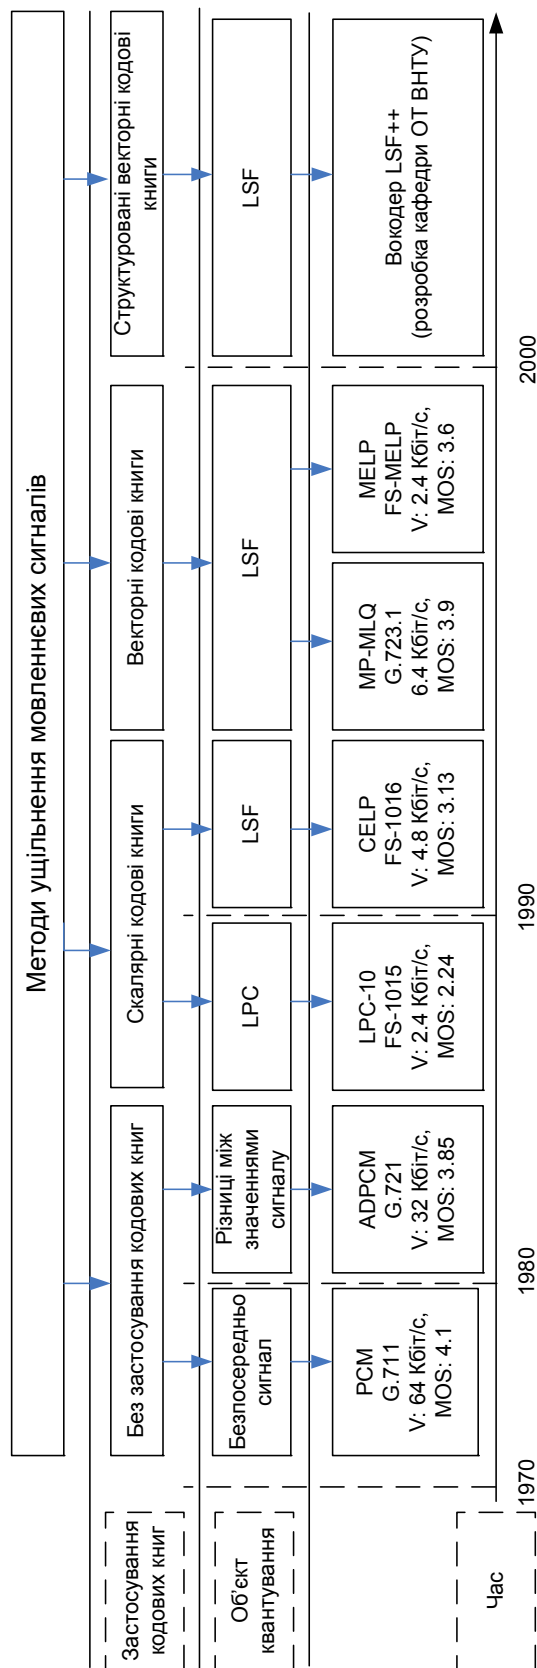 Методи ущільнення мовленнєвих сигналів
Застосування
кодових книг
Без застосування кодових книг
Скалярні кодові книги
Векторні кодові книги
Структуровані векторні кодові
книги
Об'єкт
квантування
Безпосередньо
сигнал
Різниці між
значеннями
сигналу
LPC
LSF
LSF
LSF
PCM
G.711
V: 64 Кбіт/с,
MOS: 4.1
ADPCM
G.721
V: 32 Кбіт/с,
MOS: 3.85
LPC-10
FS-1015
V: 2.4 Кбіт/с,
MOS: 2.24
CELP
FS-1016
V: 4.8 Кбіт/с,
MOS: 3.13
MP-MLQ
G.723.1
6.4 Кбіт/с,
MOS: 3.9
MELP
FS-MELP
V: 2.4 Кбіт/с,
MOS: 3.6
Вокодер LSF++
(розробка кафедри ОТ ВНТУ)
Час
1970
1980
1990
2000